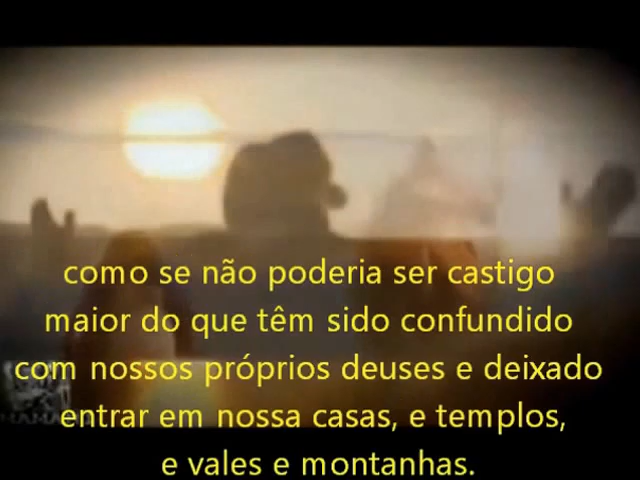 como se não poderia ser castigo
maior do que têm sido confundido
com nossos próprios deuses e deixado
entrar em nossa casas, e templos,
e vales e montanhas.